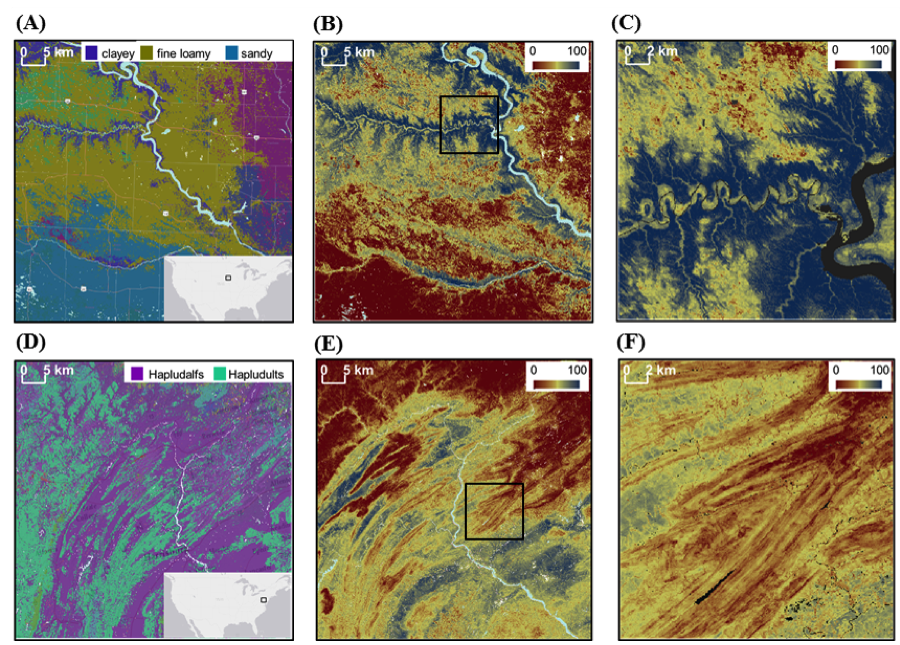 (A) (B) (C)
0 5 km clayey fine loamy sandy
0 5 km 0 100
0 2 km 0 100
(D) (E) (F)
0 5 km Hapludalfs Hapludults
0 5 km 0 100
0 2 km 0 100